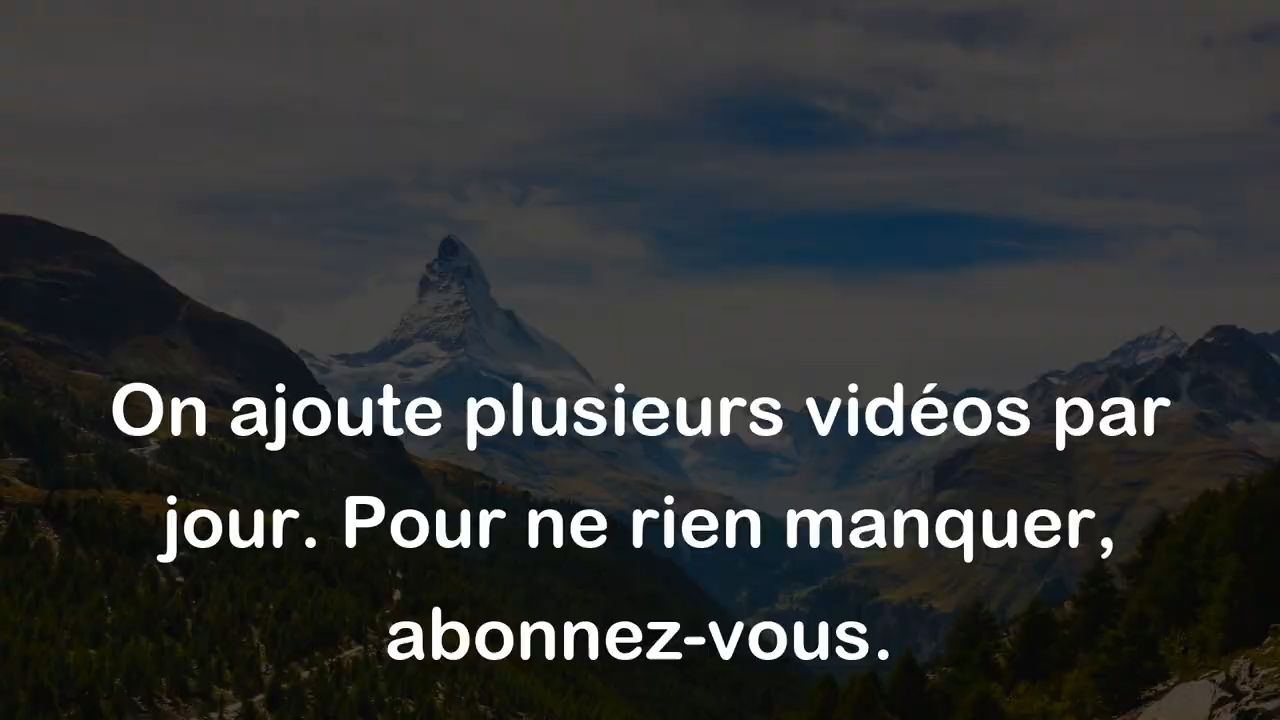 On ajoute plusieurs vidéos par
jour. Pour ne rien manquer,
abonnez-vous.